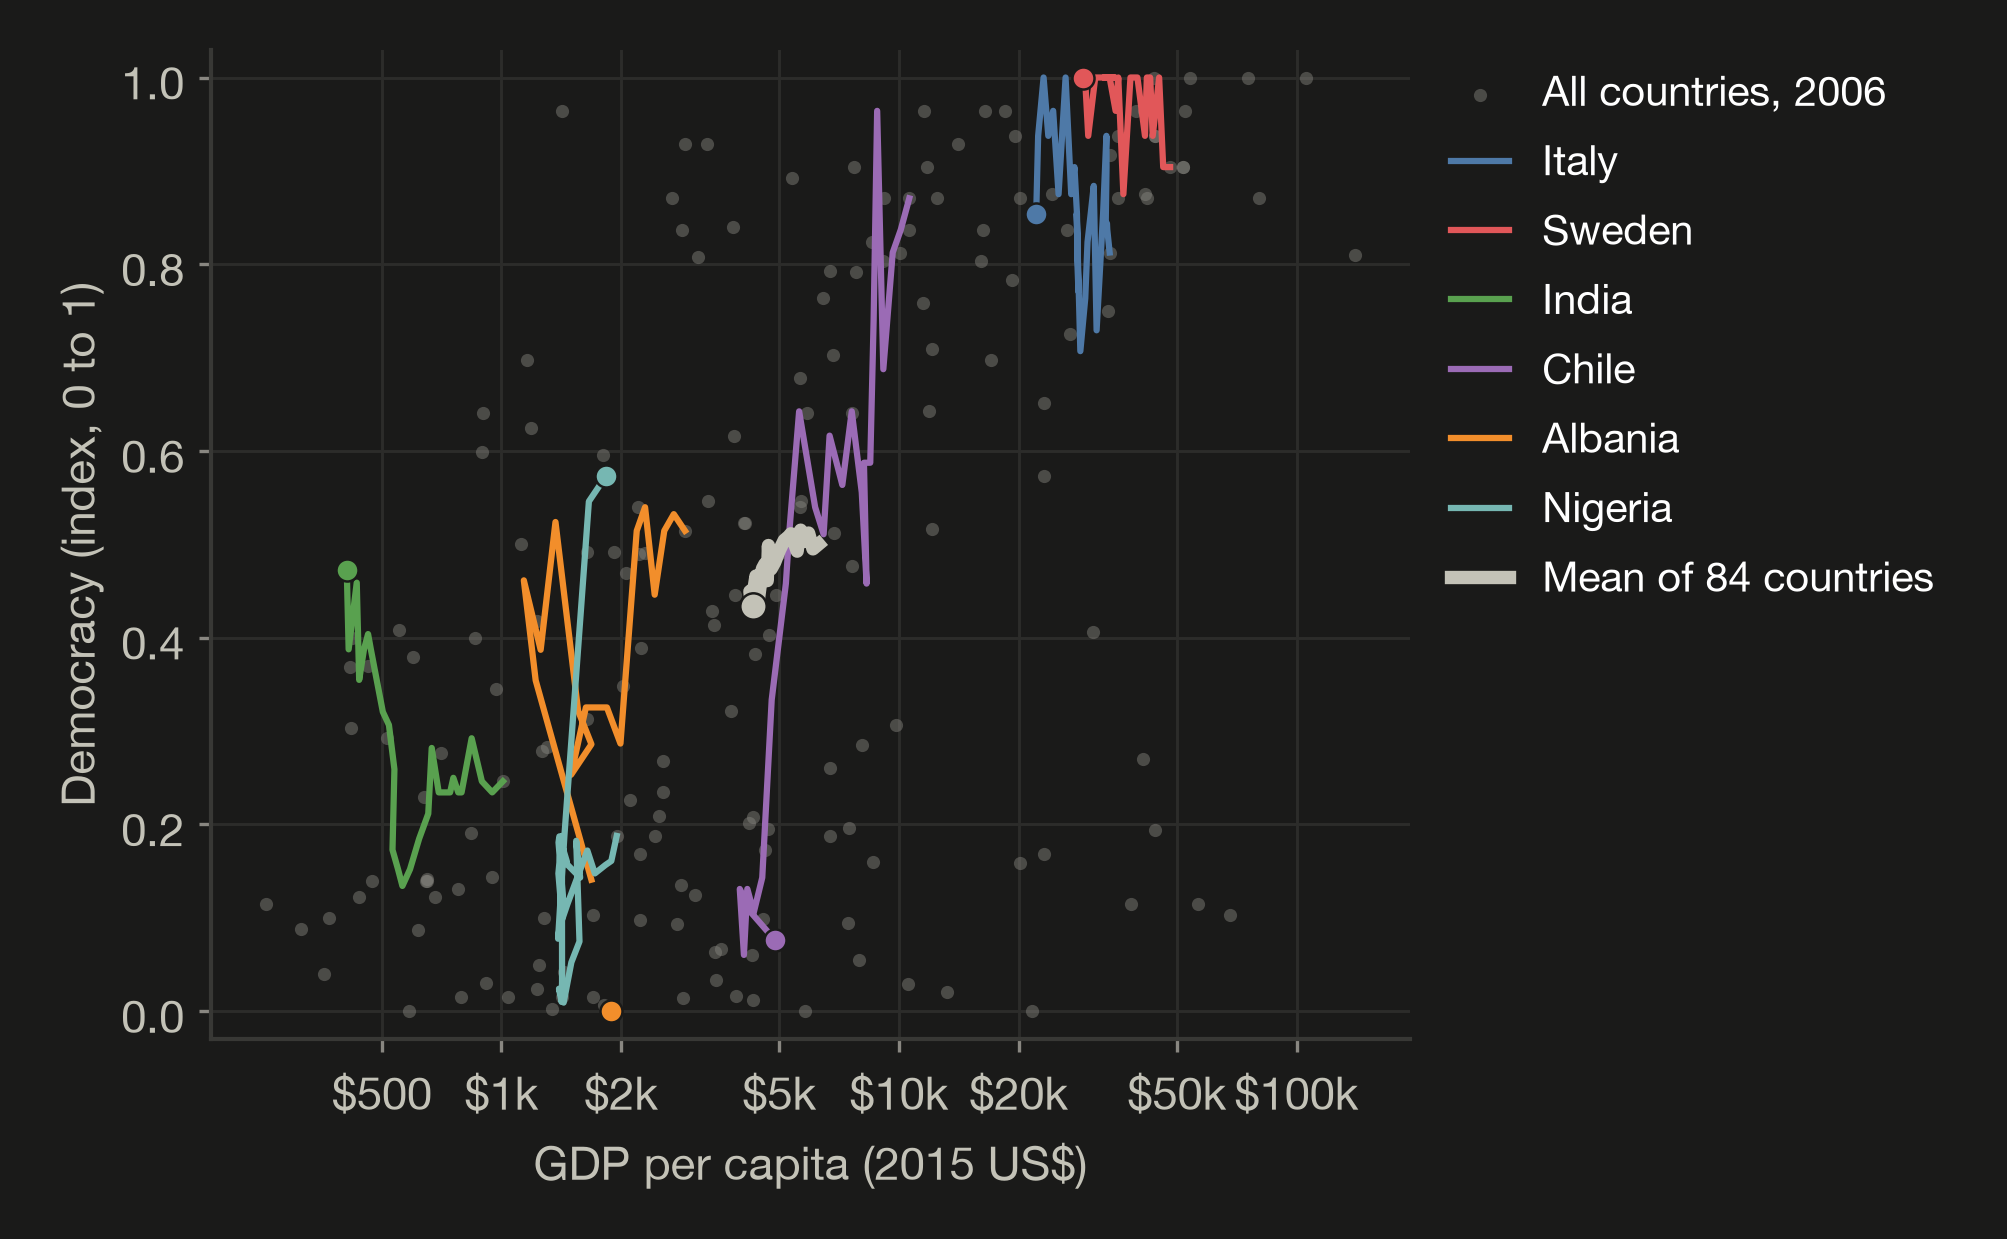 Democracy (index, 0 to 1)
1.0
0.8
0.6
0.4
0.2
0.0
$500 $1k $2k $5k $10k $20k $50k $100k
GDP per capita (2015 US$)
All countries, 2006
Italy
Sweden
India
Chile
Albania
Nigeria
Mean of 84 countries